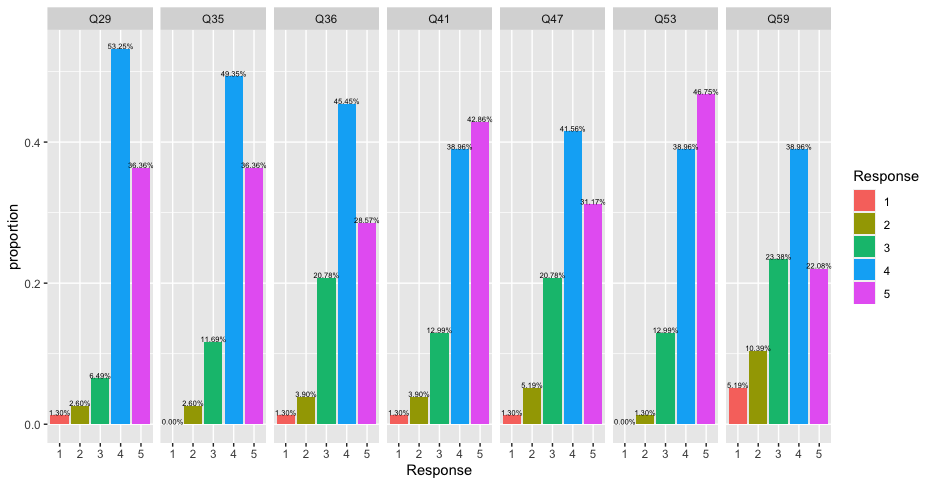 Q29 Q35 Q36 Q41 Q47 Q53 Q59
proportion
0.4
0.2
0.0
1.30% 2.60% 6.49% 53.25% 36.36%
0.00% 2.60% 11.69% 49.35% 36.36%
1.30% 3.90% 20.78% 45.45% 28.57%
1.30% 3.90% 12.99% 38.96% 42.86%
1.30% 5.19% 20.78% 41.56% 31.17%
0.00% 1.30% 12.99% 38.96% 46.75%
5.19% 10.39% 23.38% 38.96% 22.08%
1 2 3 4 5 1 2 3 4 5 1 2 3 4 5 1 2 3 4 5 1 2 3 4 5 1 2 3 4 5 1 2 3 4 5
Response
Response
1
2
3
4
5